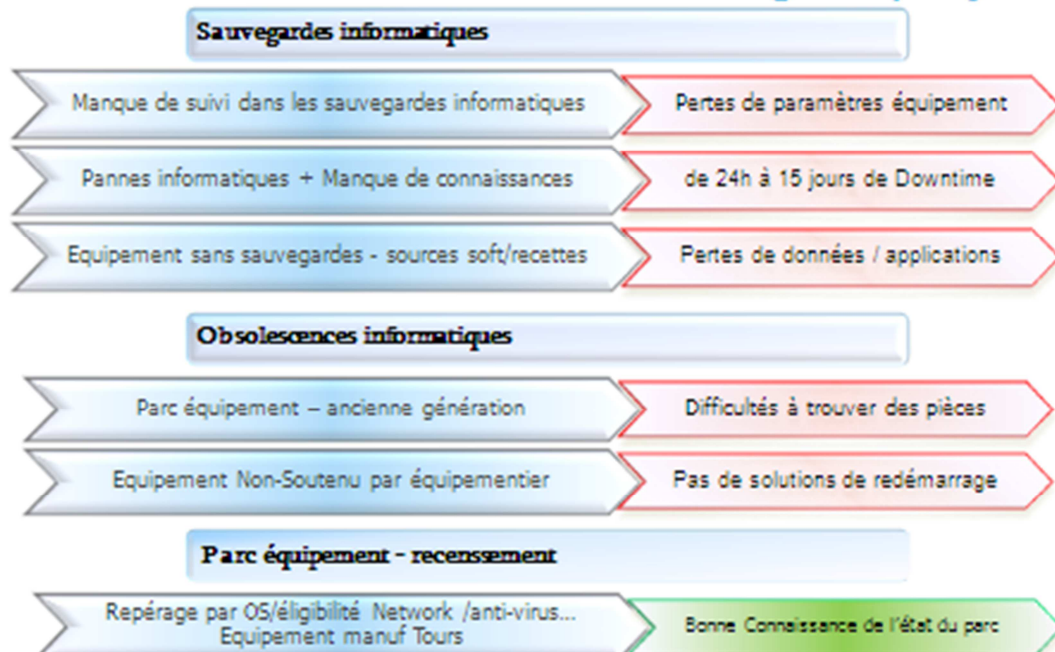 Sauvegardes informatiques
Manque de suivi dans les sauvegardes informatiques
Pertes de paramètres équipement
Pannes informatiques + Manque de connaissances
de 24h à 15 jours de Downtime
Equipement sans sauvegardes - sources soft/recettes
Pertes de données / applications
Obsolescences informatiques
Parc équipement – ancienne génération
Difficultés à trouver des pièces
Equipement Non-Soutenu par équipementier
Pas de solutions de redémarrage
Parc équipement - recenssement
Repérage par OS/éligibilité Network /anti-virus...
Equipement manuf Tours
Bonne Connaissance de l'état du parc